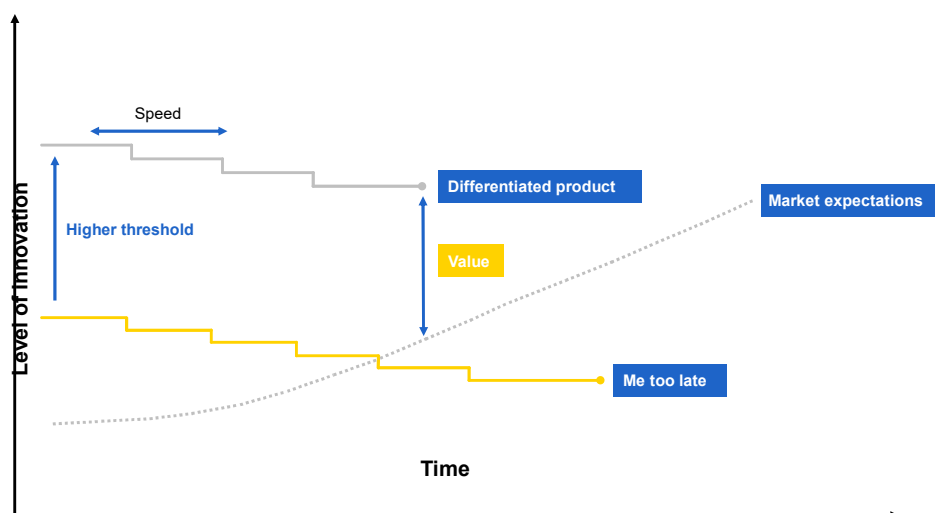 Speed
Differentiated product
Market expectations
Higher threshold
Value
Level of innovation
Me too late
Time